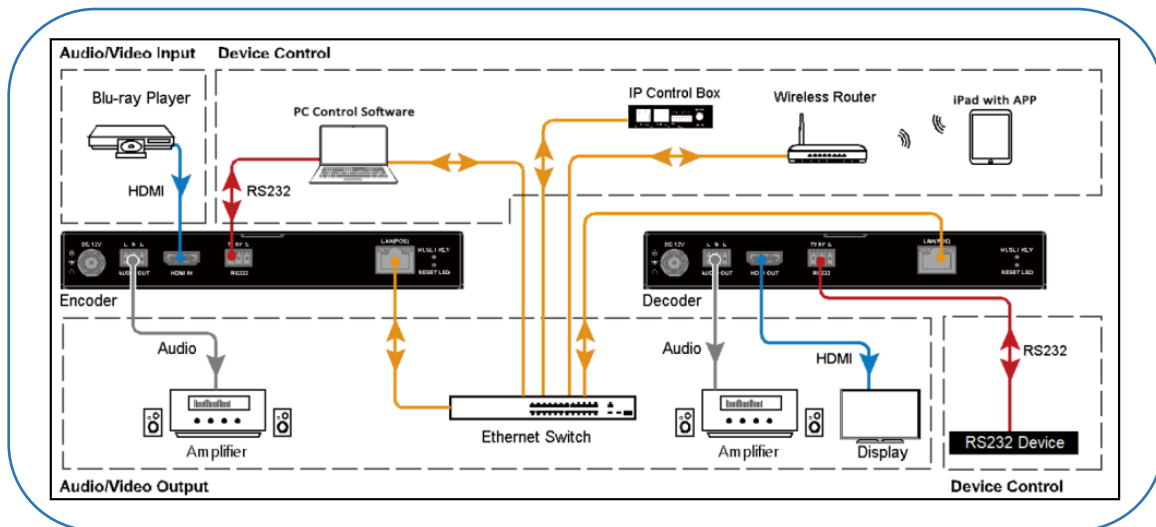 Audio/Video Input
Device Control
Blu-ray Player
PC Control Software
IP Control Box
Wireless Router
iPad with APP
HDMI
RS232
DC 12V
AUDIO OUT
HDMI IN
RS232
LAN(POE)
RESET LED
Encoder
DC 12V
AUDIO OUT
HDMI OUT
RS232
LAN(POE)
RESET LED
Decoder
Audio
Audio
HDMI
RS232
Ethernet Switch
Amplifier
Amplifier
Display
RS232 Device
Audio/Video Output
Device Control